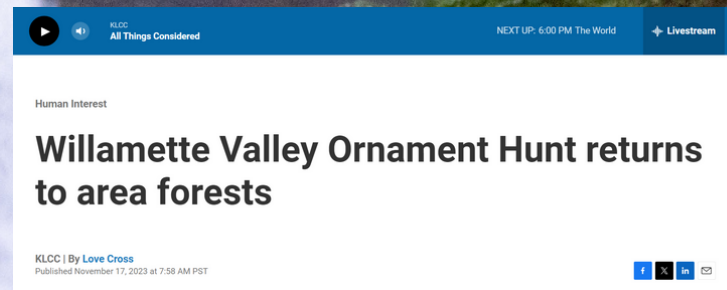 KLCC
All Things Considered
NEXT UP: 6:00 PM The World
Livestream
Human Interest
Willamette Valley Ornament Hunt returns
to area forests
KLCC | By Love Cross
Published November 17, 2023 at 7:58 AM PST